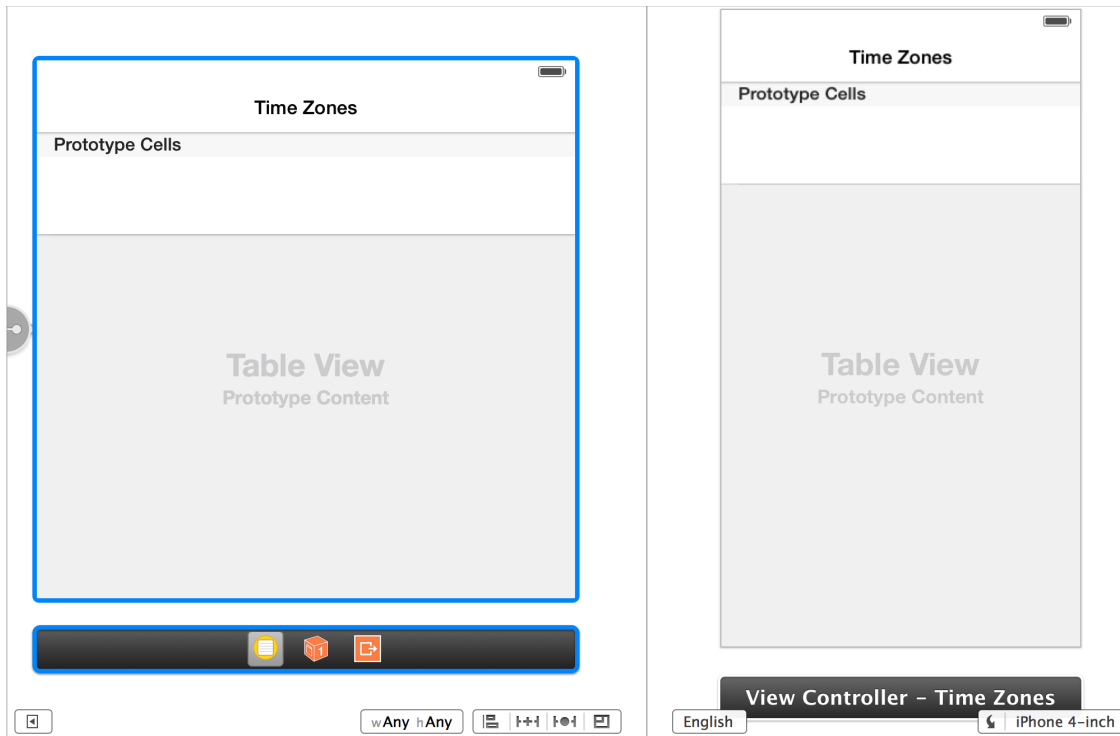 Time Zones
Prototype Cells
Table View
Prototype Content
wAny hAny
Time Zones
Prototype Cells
Table View
Prototype Content
View Controller – Time Zones
English
iPhone 4-inch